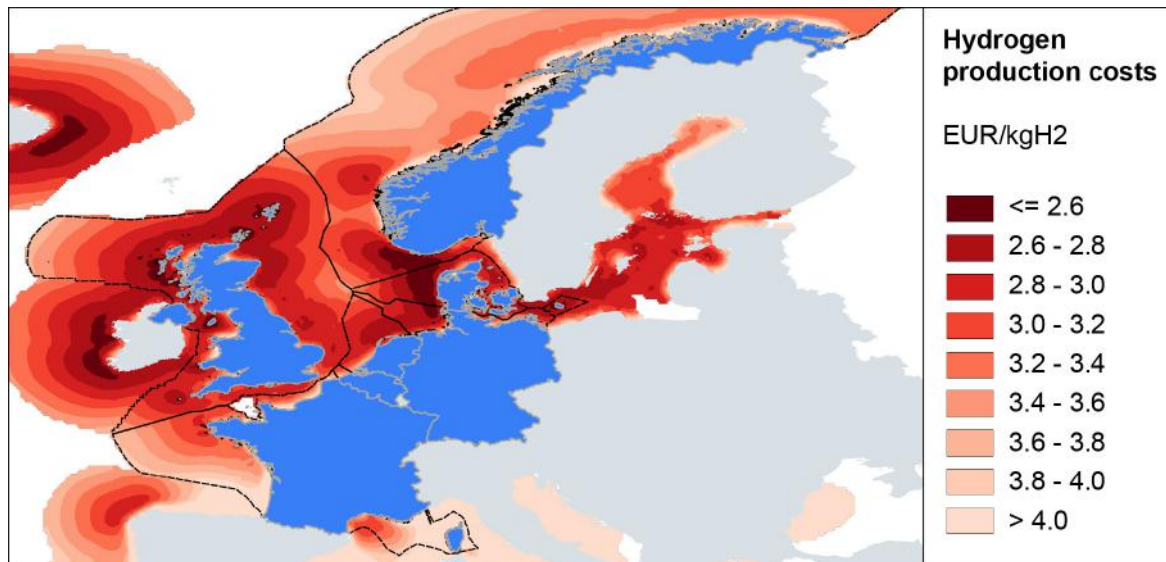 Hydrogen
production costs
EUR/kgH2
<= 2.6
2.6 - 2.8
2.8 - 3.0
3.0 - 3.2
3.2 - 3.4
3.4 - 3.6
3.6 - 3.8
3.8 - 4.0
> 4.0